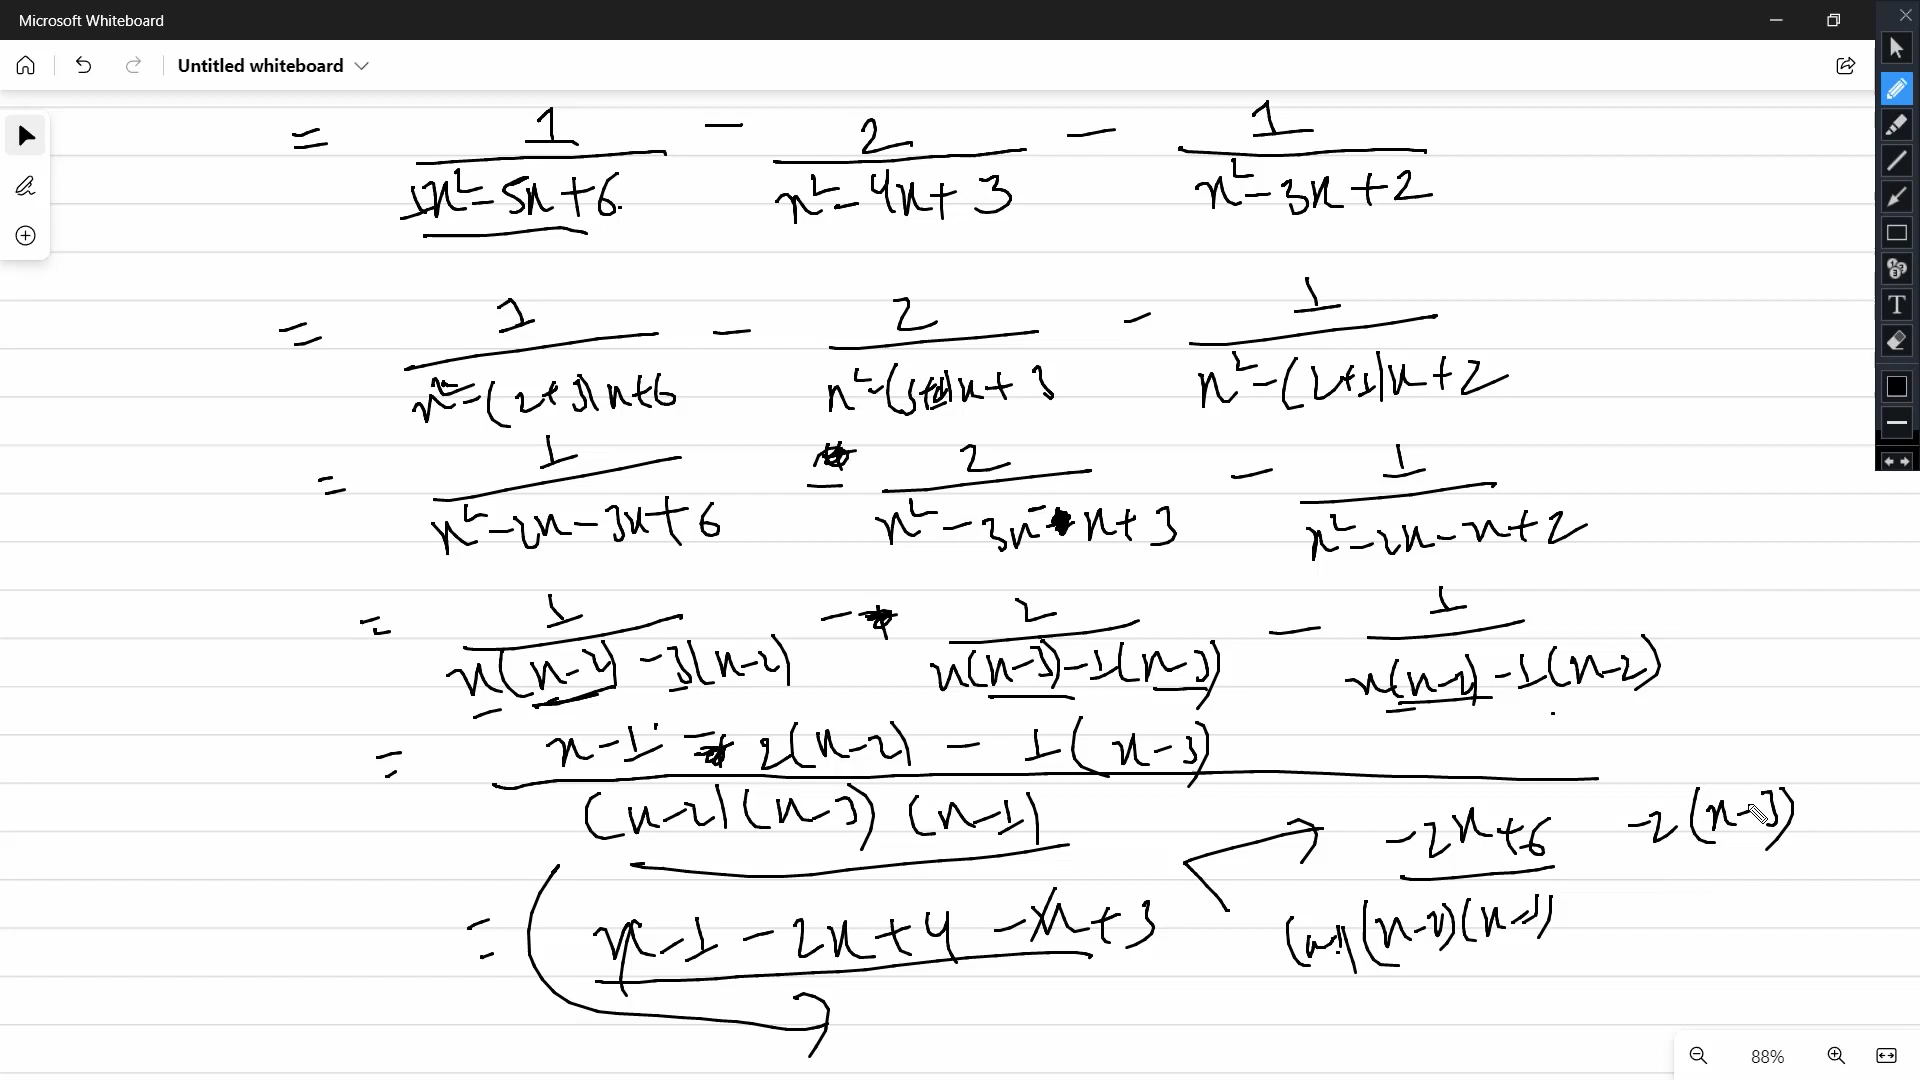 Microsoft Whiteboard
Untitled whiteboard
= 1/(1x² - 5x + 6) - 2/(x² - 4x + 3) - 1/(x² - 3x + 2)
= 1/(x² - (2+3)x + 6) - 2/(x² - (3+1)x + 3) - 1/(x² - (2+1)x + 2)
= 1/(x² - 2x - 3x + 6) - 2/(x² - 3x - x + 3) - 1/(x² - 2x - x + 2)
= 1/(x(x-2) - 3(x-2)) - 2/(x(x-3) - 1(x-3)) - 1/(x(x-2) - 1(x-2))
= (x - 1 - 2(x-2) - 1(x-3))/((x-2)(x-3)(x-1))
-2x+6 -2(x-3)
(x-1)(x-2)(x-3)
= x - 1 - 2x + 4 - x + 3
T
88%